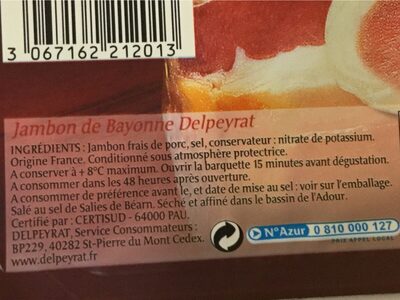 3 067162 212013
Jambon de Bayonne Delpeyrat
INGRÉDIENTS : Jambon frais de porc, sel, conservateur : nitrate de potassium.
Origine France. Conditionné sous atmosphère protectrice.
A conserver à + 8°C maximum. Ouvrir la barquette 15 minutes avant dégustation.
A consommer dans les 48 heures après ouverture.
A consommer de préférence avant le, et date de mise au sel : voir sur l'emballage.
Salé au sel de Salies de Béarn. Séché et affiné dans le bassin de l'Adour.
Certifié par : CERTISUD - 64000 PAU.
DELPEYRAT, Service Consommateurs :
BP229, 40282 St-Pierre du Mont Cedex.
www.delpeyrat.com
N°Azur 0 810 000 127
PRIX APPEL LOCAL